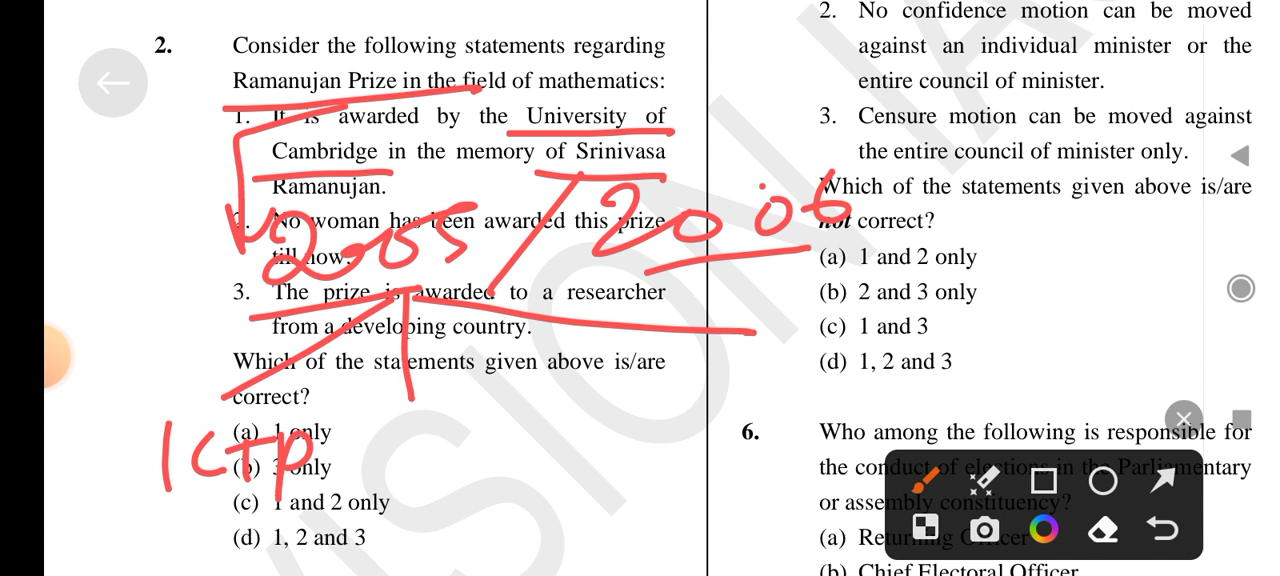 2. Consider the following statements regarding
Ramanujan Prize in the field of mathematics:
1. It is awarded by the University of
Cambridge in the memory of Srinivasa
Ramanujan.
2. No woman has been awarded this prize
till now.
3. The prize is awarded to a researcher
from a developing country.
Which of the statements given above is/are
correct?
(a) 1 only
(b) 3 only
(c) 1 and 2 only
(d) 1, 2 and 3
2005 / 2006
ICTP
2. No confidence motion can be moved
against an individual minister or the
entire council of minister.
3. Censure motion can be moved against
the entire council of minister only.
Which of the statements given above is/are
not correct?
(a) 1 and 2 only
(b) 2 and 3 only
(c) 1 and 3
(d) 1, 2 and 3
6. Who among the following is responsible for
the conduct of elections in the Parliamentary
or assembly constituency?
(a) Returning Officer
(b) Chief Electoral Officer
VISION IAS